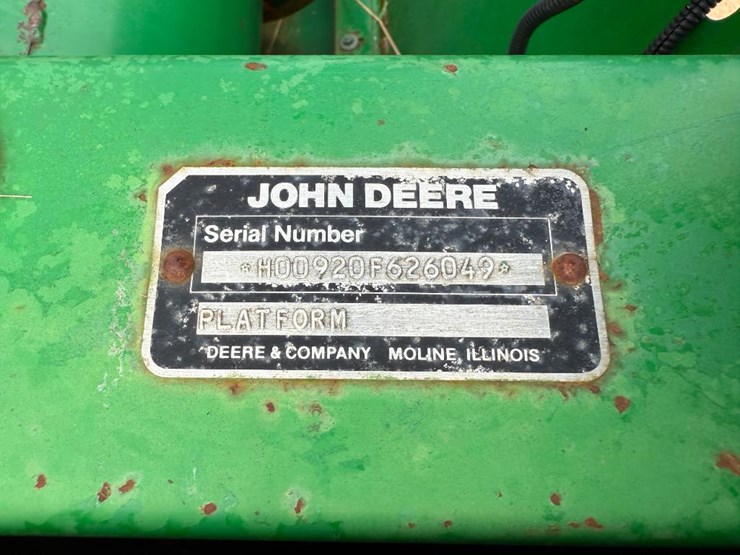 JOHN DEERE
Serial Number
*H00920F626049*
PLATFORM
DEERE & COMPANY MOLINE, ILLINOIS